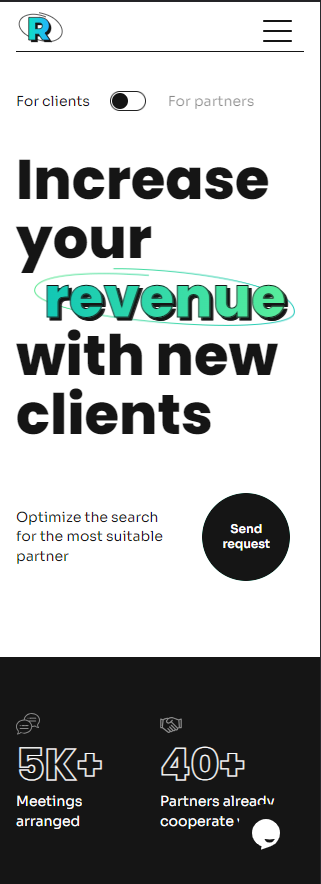 R
For clients For partners
Increase
your
revenue
with new
clients
Optimize the search
for the most suitable
partner
Send
request
5K+ 40+
Meetings Partners already
arranged cooperate